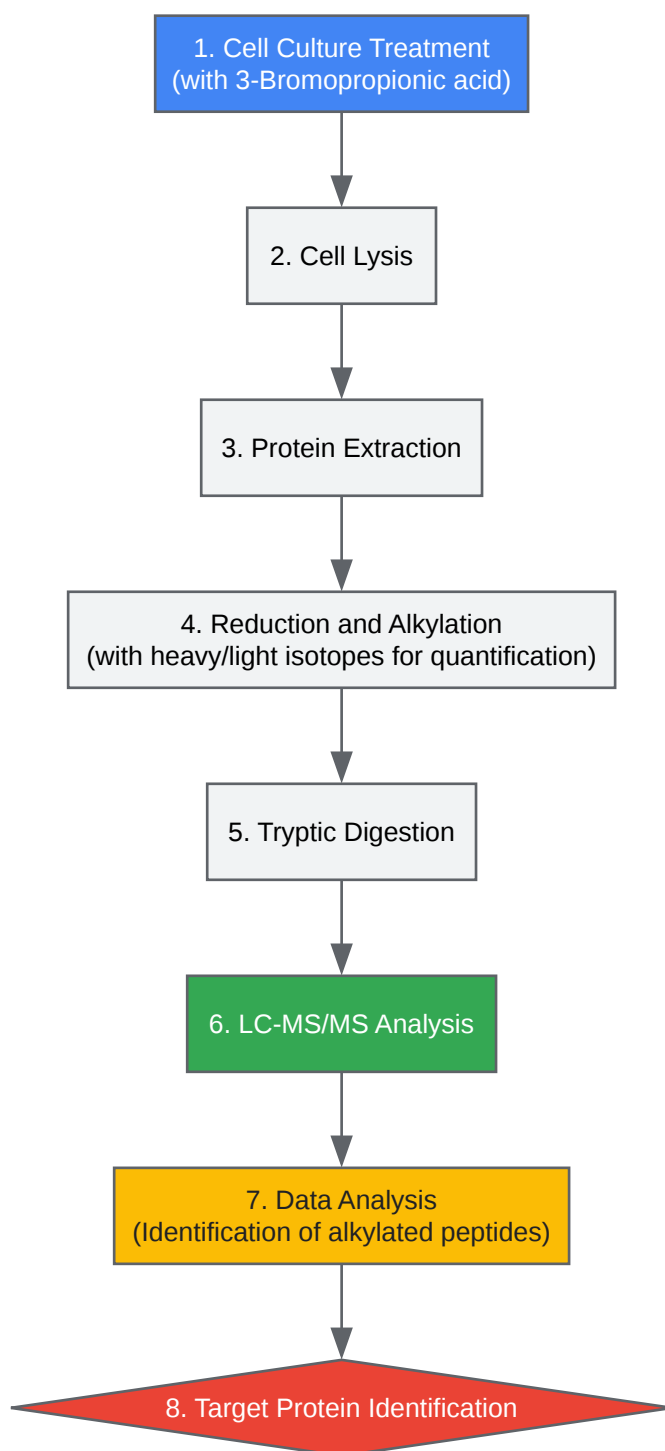 1. Cell Culture Treatment
(with 3-Bromopropionic acid)
2. Cell Lysis
3. Protein Extraction
4. Reduction and Alkylation
(with heavy/light isotopes for quantification)
5. Tryptic Digestion
6. LC-MS/MS Analysis
7. Data Analysis
(Identification of alkylated peptides)
8. Target Protein Identification